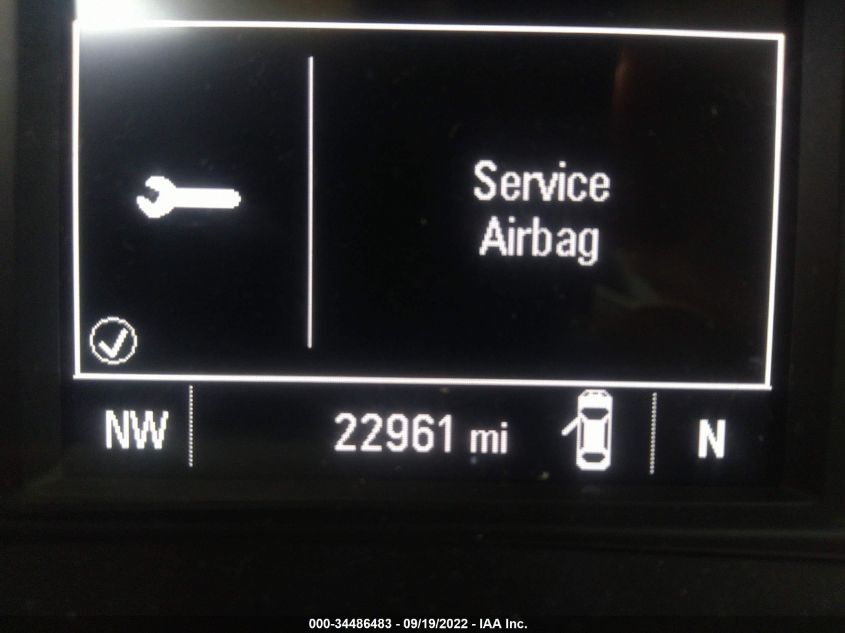 Service
Airbag
NW 22961 mi N
000-34486483 - 09/19/2022 - IAA Inc.